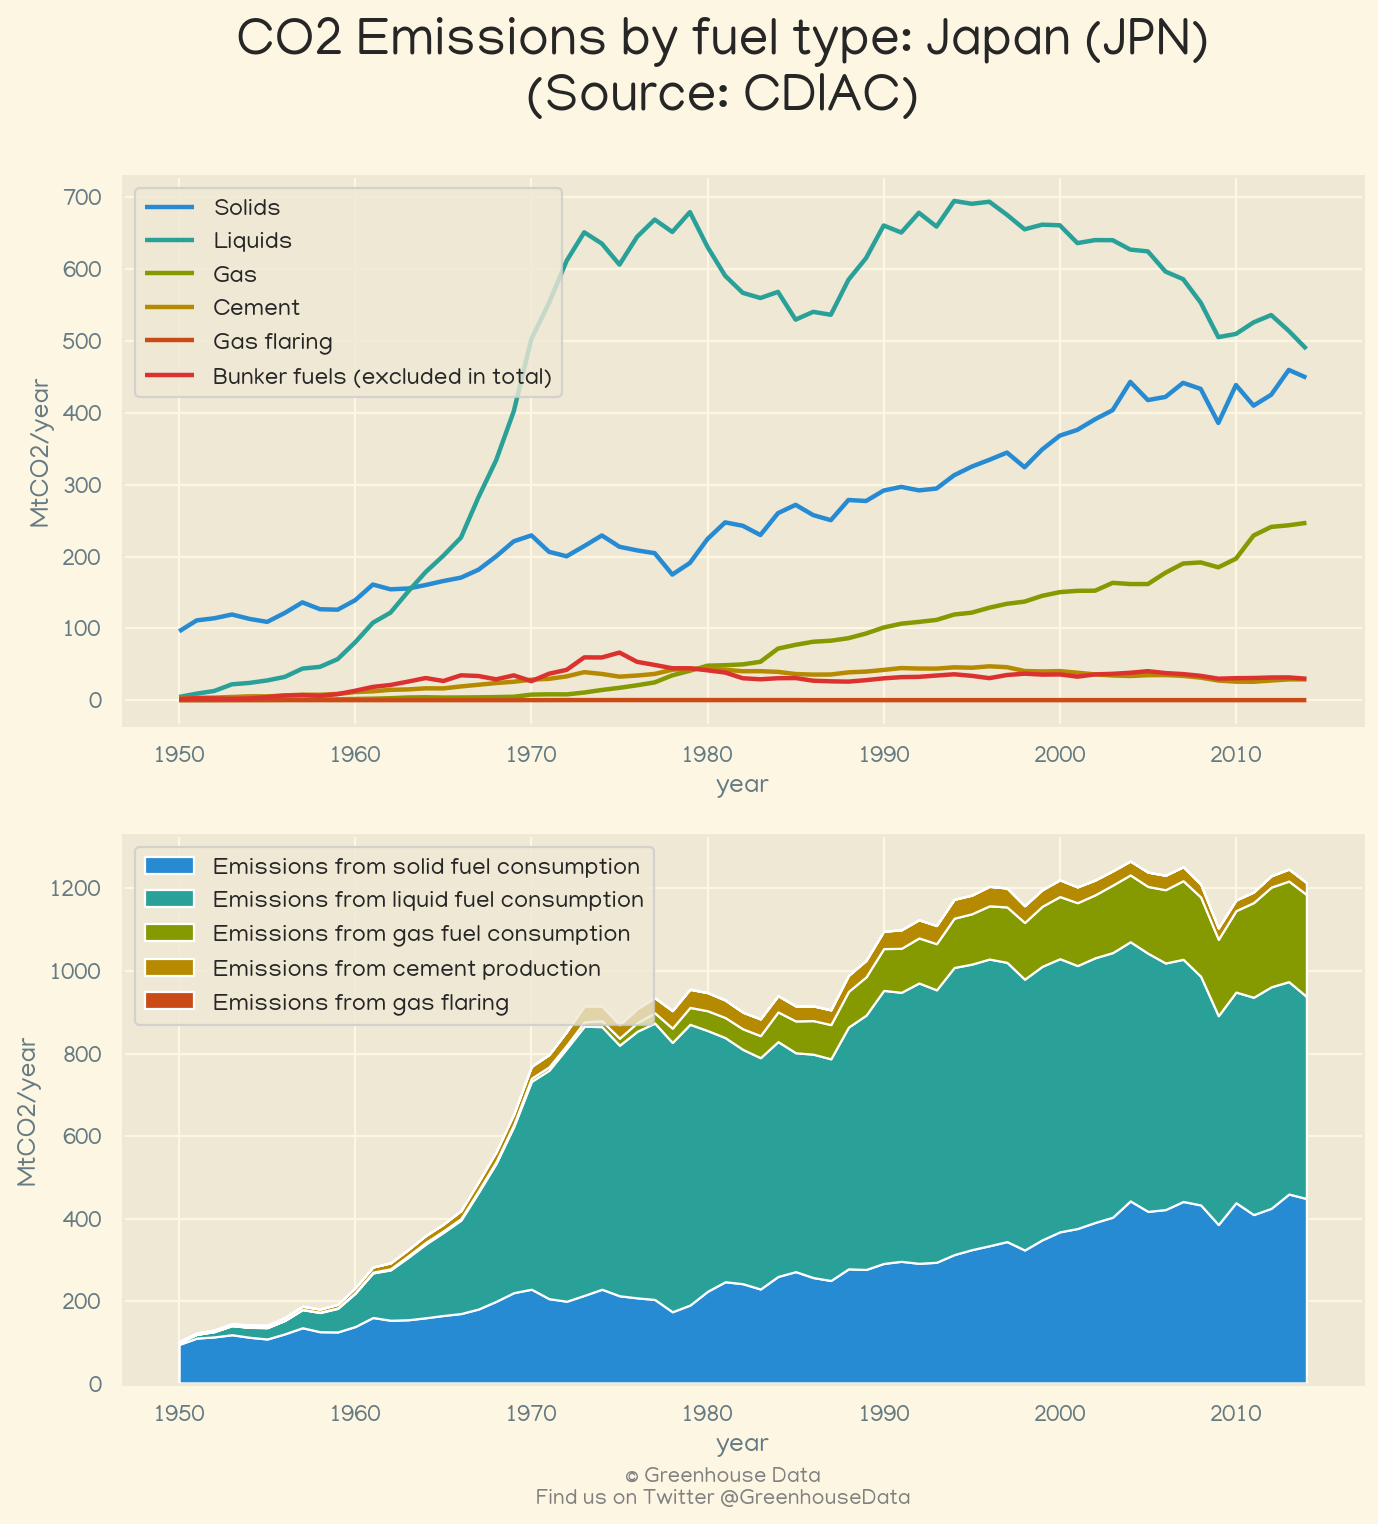 CO2 Emissions by fuel type: Japan (JPN)
(Source: CDIAC)
700
600
500
400
300
200
100
0
MtCO2/year
Solids
Liquids
Gas
Cement
Gas flaring
Bunker fuels (excluded in total)
1950 1960 1970 1980 1990 2000 2010
year
1200
1000
800
600
400
200
0
MtCO2/year
Emissions from solid fuel consumption
Emissions from liquid fuel consumption
Emissions from gas fuel consumption
Emissions from cement production
Emissions from gas flaring
1950 1960 1970 1980 1990 2000 2010
year
© Greenhouse Data
Find us on Twitter @GreenhouseData